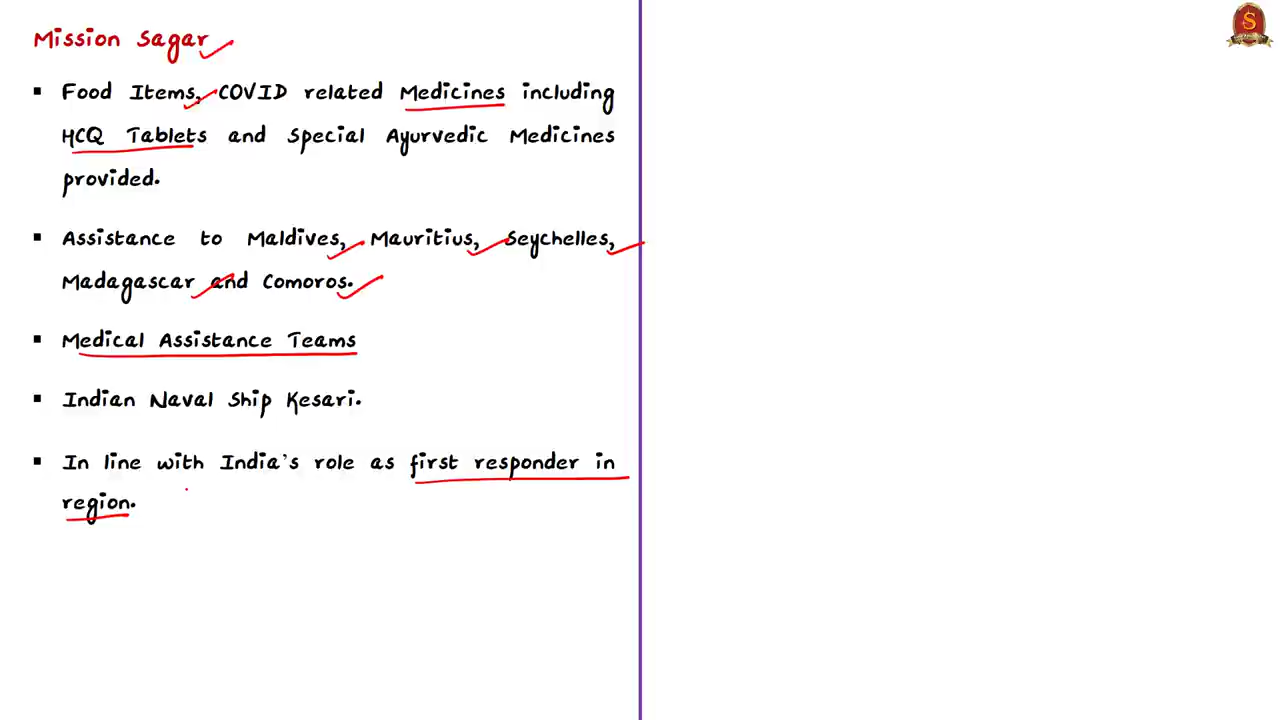 Mission Sagar
▪ Food Items, COVID related Medicines including
HCQ Tablets and Special Ayurvedic Medicines
provided.
▪ Assistance to Maldives, Mauritius, Seychelles,
Madagascar and Comoros.
▪ Medical Assistance Teams
▪ Indian Naval Ship Kesari.
▪ In line with India's role as first responder in
region.
S